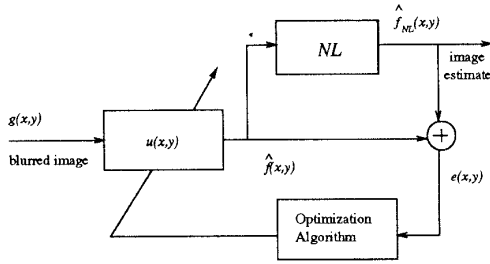 f̂_NL(x,y)
NL
image
estimate
g(x,y)
u(x,y)
+
blurred image
f̂(x,y)
e(x,y)
Optimization
Algorithm